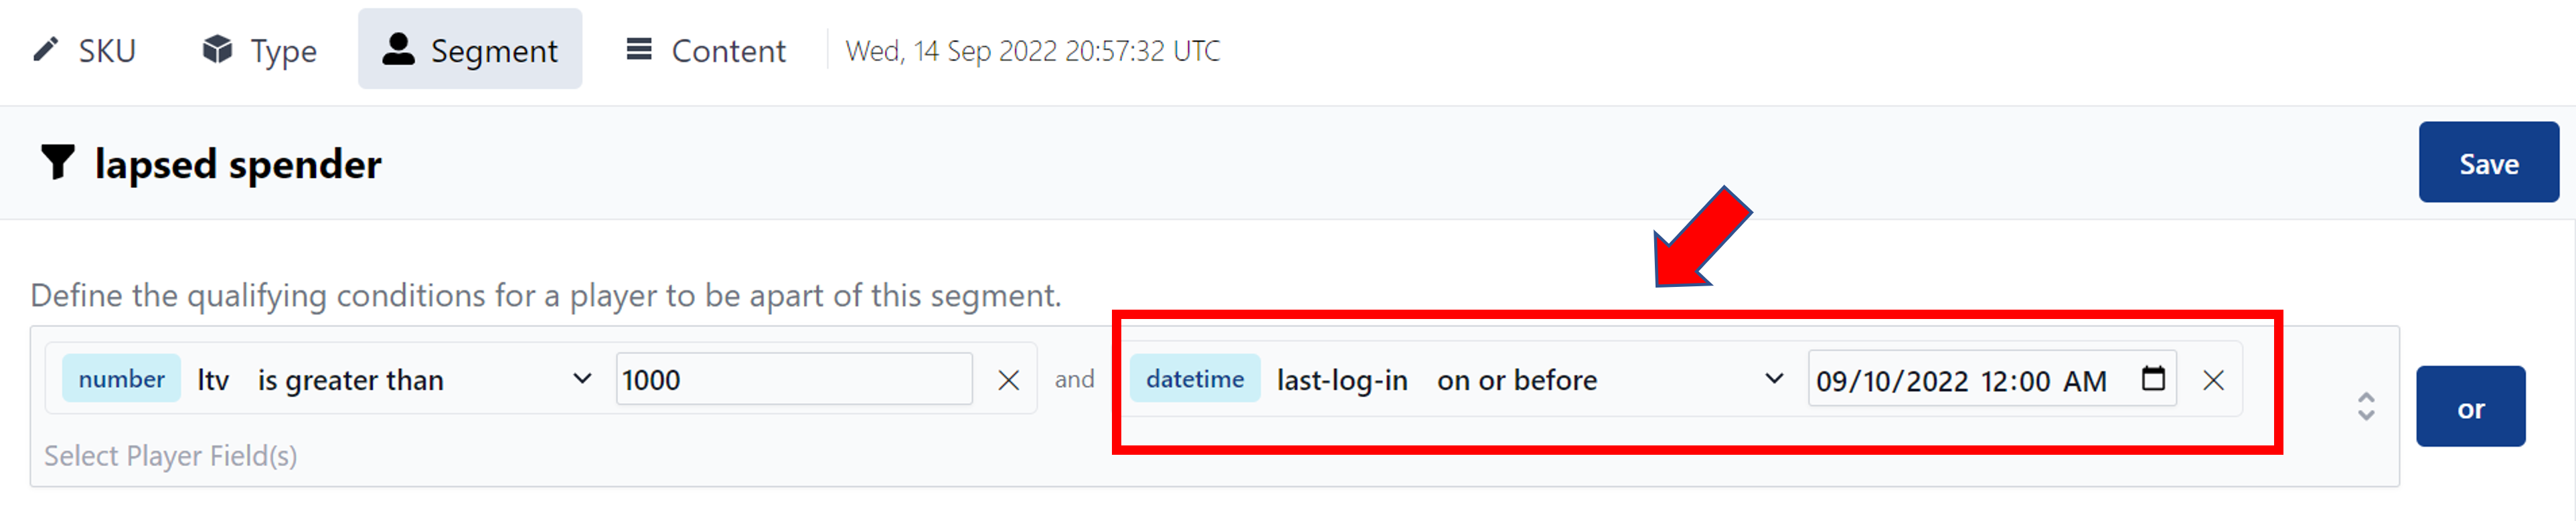 SKU Type Segment Content Wed, 14 Sep 2022 20:57:32 UTC
lapsed spender Save
Define the qualifying conditions for a player to be apart of this segment.
number ltv is greater than 1000 and datetime last-log-in on or before 09/10/2022 12:00 AM
or
Select Player Field(s)